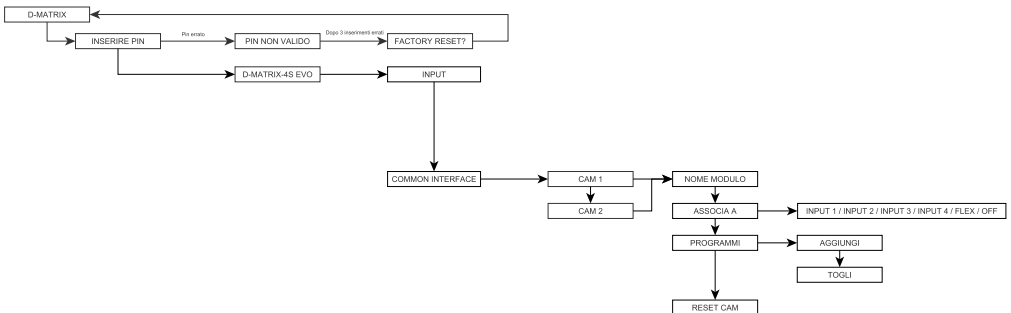 D-MATRIX
INSERIRE PIN
Pin errato
PIN NON VALIDO
Dopo 3 inserimenti errati
FACTORY RESET?
D-MATRIX-4S EVO
INPUT
COMMON INTERFACE
CAM 1
NOME MODULO
CAM 2
ASSOCIA A
INPUT 1 / INPUT 2 / INPUT 3 / INPUT 4 / FLEX / OFF
PROGRAMMI
AGGIUNGI
TOGLI
RESET CAM